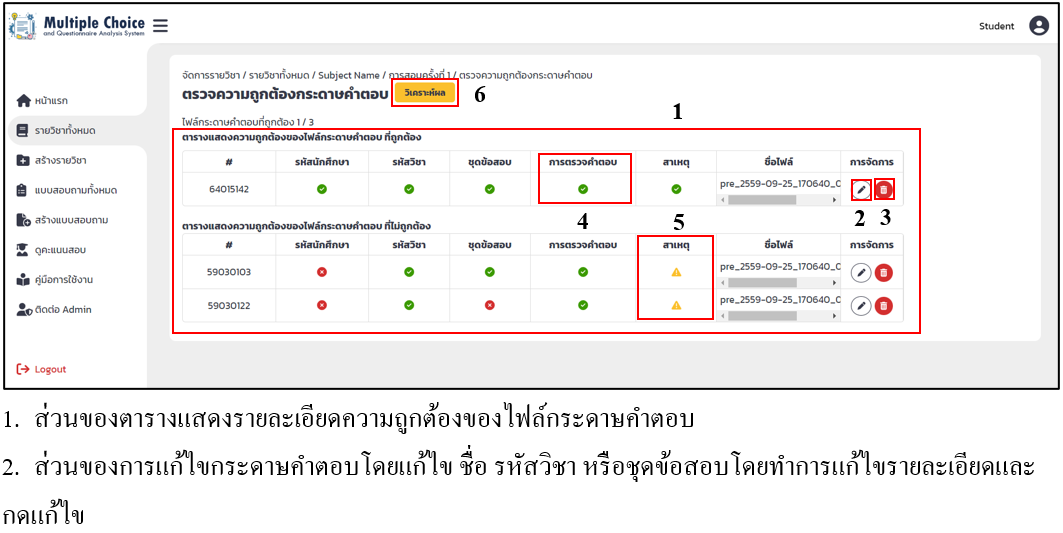 Multiple Choice
and Questionnaire Analysis System
Student
จัดการรายวิชา / รายวิชาทั้งหมด / Subject Name / การสอบครั้งที่ 1 / ตรวจความถูกต้องกระดาษคำตอบ
ตรวจความถูกต้องกระดาษคำตอบ วิเคราะห์ผล 6
หน้าแรก
รายวิชาทั้งหมด
สร้างรายวิชา
แบบสอบถามทั้งหมด
สร้างแบบสอบถาม
ดูคะแนนสอบ
คู่มือการใช้งาน
ติดต่อ Admin
Logout
1
ไฟล์กระดาษคำตอบที่ถูกต้อง 1 / 3
ตารางแสดงความถูกต้องของไฟล์กระดาษคำตอบ ที่ถูกต้อง
# รหัสนักศึกษา รหัสวิชา ชุดข้อสอบ การตรวจคำตอบ สาเหตุ ชื่อไฟล์ การจัดการ
64015142 pre_2559-09-25_170640_0
4 5 2 3
ตารางแสดงความถูกต้องของไฟล์กระดาษคำตอบ ที่ไม่ถูกต้อง
# รหัสนักศึกษา รหัสวิชา ชุดข้อสอบ การตรวจคำตอบ สาเหตุ ชื่อไฟล์ การจัดการ
59030103 pre_2559-09-25_170640_0
59030122 pre_2559-09-25_170640_0
1. ส่วนของตารางแสดงรายละเอียดความถูกต้องของไฟล์กระดาษคำตอบ
2. ส่วนของการแก้ไขกระดาษคำตอบโดยแก้ไข ชื่อ รหัสวิชา หรือชุดข้อสอบโดยทำการแก้ไขรายละเอียดและ
กดแก้ไข